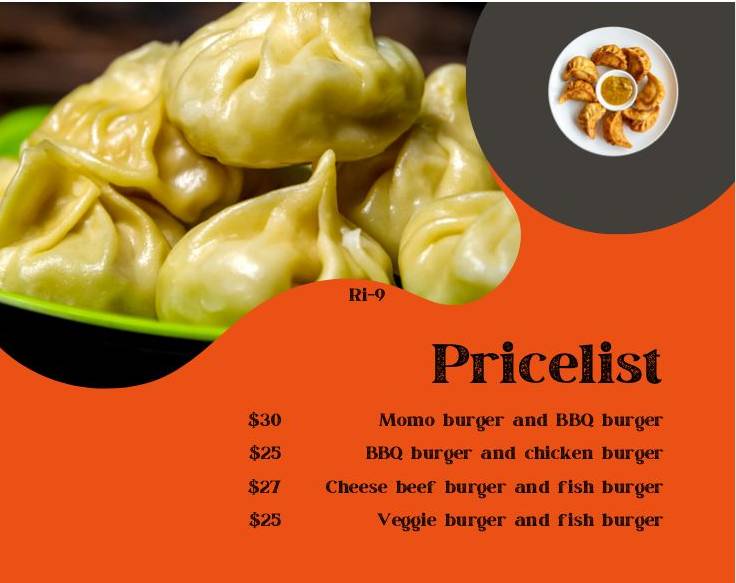 Ri-9
Pricelist
$30 Momo burger and BBQ burger
$25 BBQ burger and chicken burger
$27 Cheese beef burger and fish burger
$25 Veggie burger and fish burger